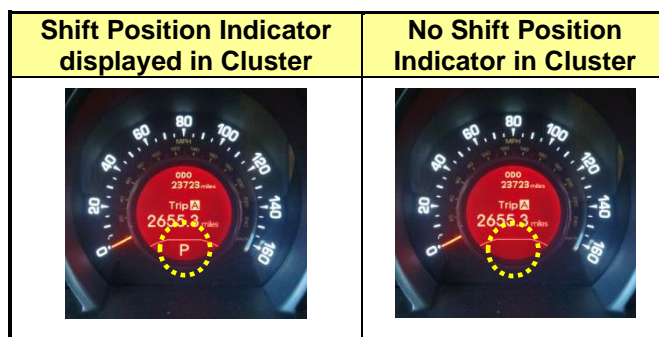 Shift Position Indicator
displayed in Cluster
No Shift Position
Indicator in Cluster
0 20 40 60 80 100 120 140 160
MPH
ODO
23723 miles
Trip A
2655.3 miles
P
0 20 40 60 80 100 120 140 160
MPH
ODO
23723 miles
Trip A
2655.3 miles